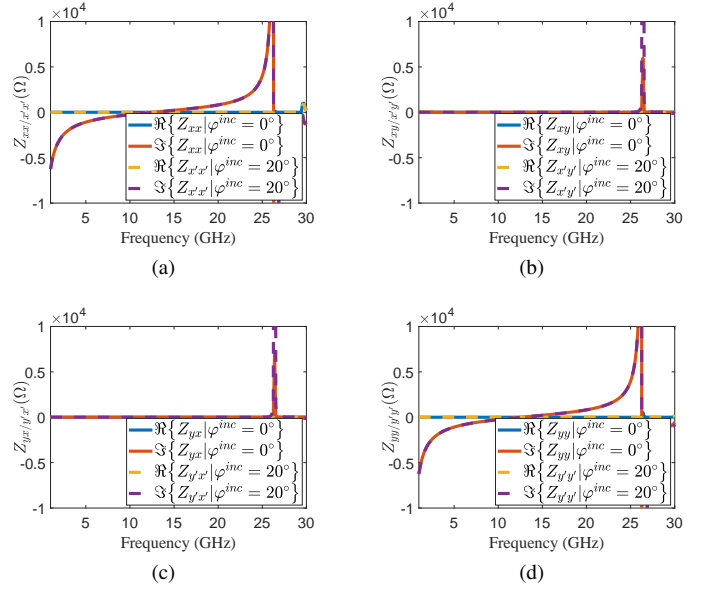 ×10⁴
1
0.5
0
-0.5
-1
Z_{xx/x'x'}(Ω)
ℜ{Z_{xx}|φ^{inc} = 0°}
ℑ{Z_{xx}|φ^{inc} = 0°}
ℜ{Z_{x'x'}|φ^{inc} = 20°}
ℑ{Z_{x'x'}|φ^{inc} = 20°}
5 10 15 20 25 30
Frequency (GHz)
(a)
×10⁴
1
0.5
0
-0.5
-1
Z_{xy/x'y'}(Ω)
ℜ{Z_{xy}|φ^{inc} = 0°}
ℑ{Z_{xy}|φ^{inc} = 0°}
ℜ{Z_{x'y'}|φ^{inc} = 20°}
ℑ{Z_{x'y'}|φ^{inc} = 20°}
5 10 15 20 25 30
Frequency (GHz)
(b)
×10⁴
1
0.5
0
-0.5
-1
Z_{yx/y'x'}(Ω)
ℜ{Z_{yx}|φ^{inc} = 0°}
ℑ{Z_{yx}|φ^{inc} = 0°}
ℜ{Z_{y'x'}|φ^{inc} = 20°}
ℑ{Z_{y'x'}|φ^{inc} = 20°}
5 10 15 20 25 30
Frequency (GHz)
(c)
×10⁴
1
0.5
0
-0.5
-1
Z_{yy/y'y'}(Ω)
ℜ{Z_{yy}|φ^{inc} = 0°}
ℑ{Z_{yy}|φ^{inc} = 0°}
ℜ{Z_{y'y'}|φ^{inc} = 20°}
ℑ{Z_{y'y'}|φ^{inc} = 20°}
5 10 15 20 25 30
Frequency (GHz)
(d)